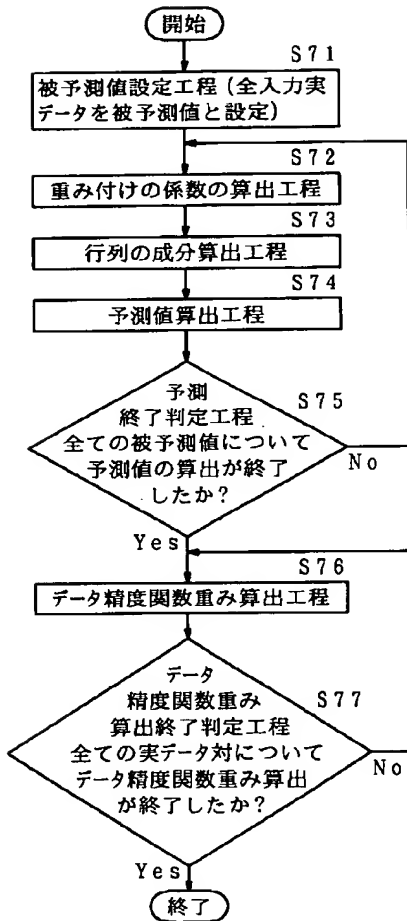 開始
S71
被予測値設定工程(全入力実
データを被予測値と設定)
S72
重み付けの係数の算出工程
S73
行列の成分算出工程
S74
予測値算出工程
S75
予測
終了判定工程
全ての被予測値について
予測値の算出が終了
したか?
No
Yes
S76
データ精度関数重み算出工程
S77
データ
精度関数重み
算出終了判定工程
全ての実データ対について
データ精度関数重み算出
が終了したか?
No
Yes
終了